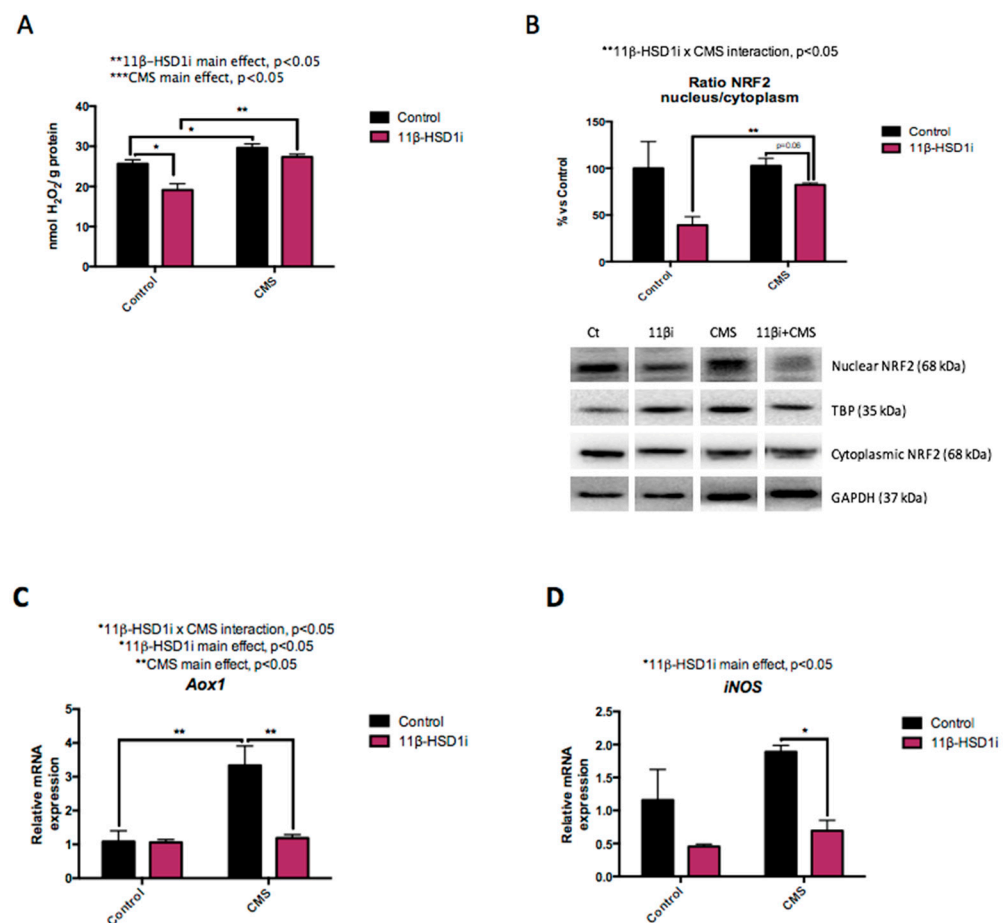 A
**11β-HSD1i main effect, p<0.05
***CMS main effect, p<0.05
Control
11β-HSD1i
nmol H₂O₂/ g protein
40
30
20
10
0
*
*
**
Control
CMS
B
**11β-HSD1i x CMS interaction, p<0.05
Ratio NRF2
nucleus/cytoplasm
Control
11β-HSD1i
% vs Control
150
100
50
0
**
p=0.06
Control
CMS
Ct 11βi CMS 11βi+CMS
Nuclear NRF2 (68 kDa)
TBP (35 kDa)
Cytoplasmic NRF2 (68 kDa)
GAPDH (37 kDa)
C
*11β-HSD1i x CMS interaction, p<0.05
*11β-HSD1i main effect, p<0.05
**CMS main effect, p<0.05
Aox1
Control
11β-HSD1i
Relative mRNA
expression
5
4
3
2
1
0
**
**
Control
CMS
D
*11β-HSD1i main effect, p<0.05
iNOS
Control
11β-HSD1i
Relative mRNA
expression
2.5
2.0
1.5
1.0
0.5
0.0
*
Control
CMS